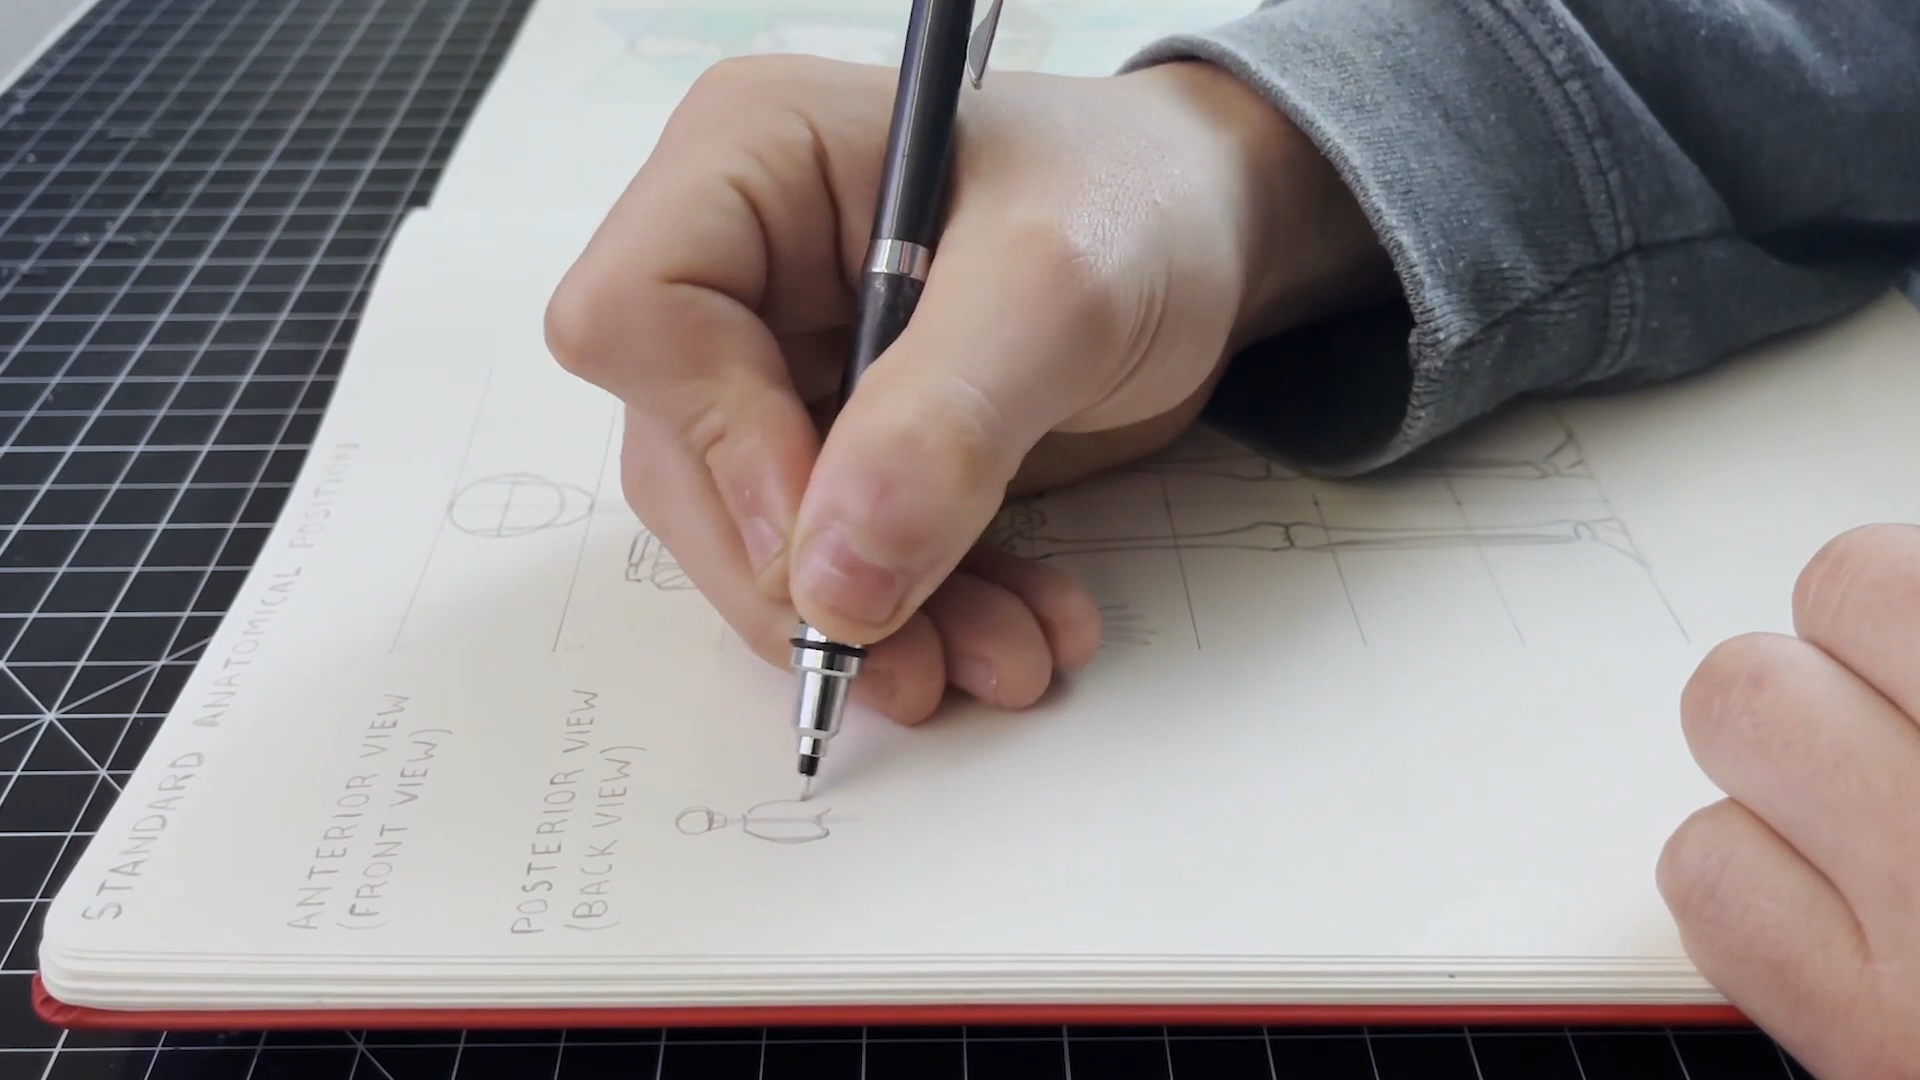 STANDARD ANATOMICAL POSITION
ANTERIOR VIEW
(FRONT VIEW)
POSTERIOR VIEW
(BACK VIEW)